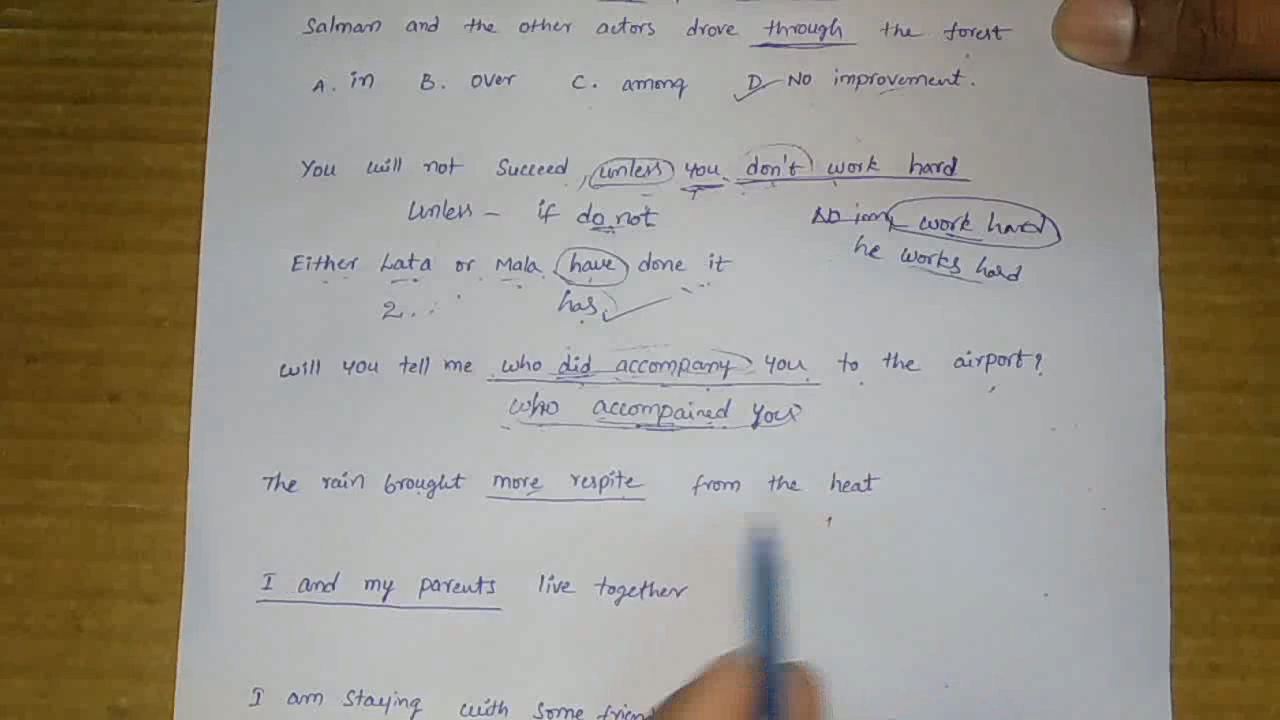 Salman and the other actors drove through the forest
A. in B. over C. among D No improvement.
You will not Succeed, unless you don't work hard
Unless - if do not work hard
he works hard
Either Lata or Mala have done it
2.. has
will you tell me who did accompany you to the airport?
who accompained you
The rain brought more respite from the heat
I and my parents live together
I am staying with some friend